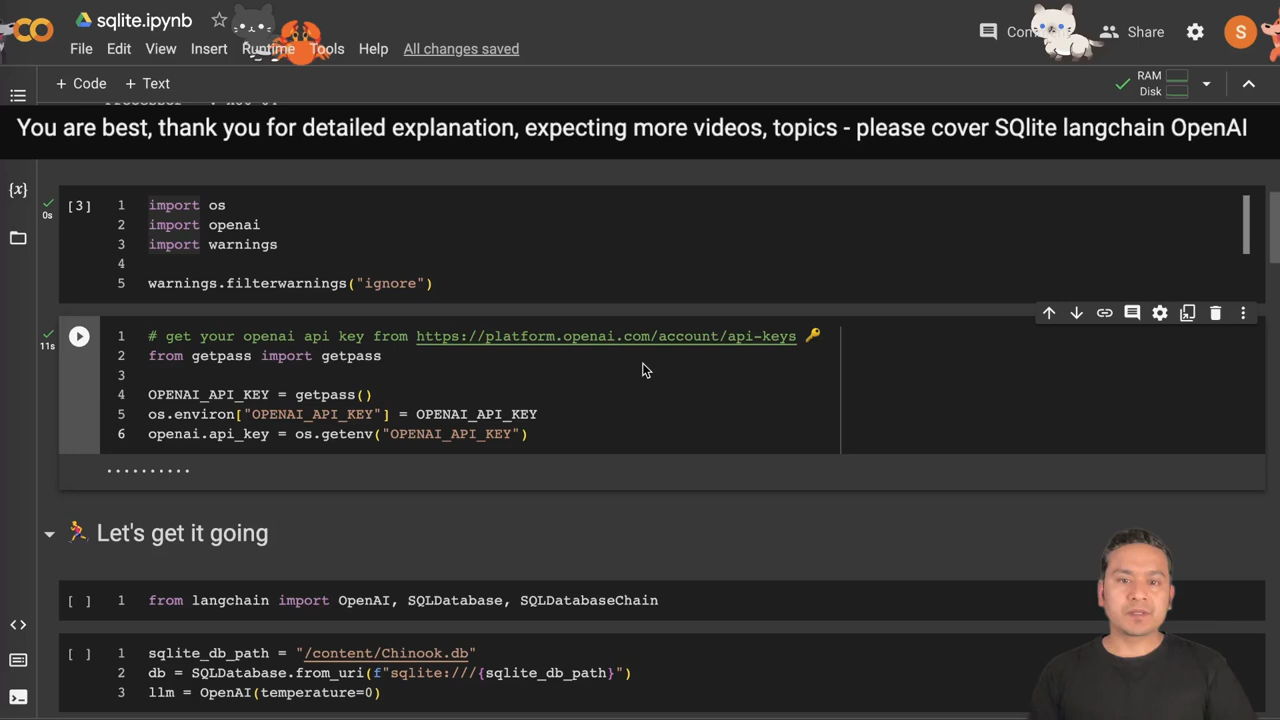 sqlite.ipynb
File Edit View Insert Runtime Tools Help All changes saved
Share
S
+ Code + Text
RAM
Disk
You are best, thank you for detailed explanation, expecting more videos, topics - please cover SQlite langchain OpenAI
{x}
[3]
0s
1 import os
2 import openai
3 import warnings
4
5 warnings.filterwarnings("ignore")
11s
1 # get your openai api key from https://platform.openai.com/account/api-keys 🔑
2 from getpass import getpass
3
4 OPENAI_API_KEY = getpass()
5 os.environ["OPENAI_API_KEY"] = OPENAI_API_KEY
6 openai.api_key = os.getenv("OPENAI_API_KEY")
··········
🏃 Let's get it going
[ ] 1 from langchain import OpenAI, SQLDatabase, SQLDatabaseChain
[ ] 1 sqlite_db_path = "/content/Chinook.db"
2 db = SQLDatabase.from_uri(f"sqlite:///{sqlite_db_path}")
3 llm = OpenAI(temperature=0)